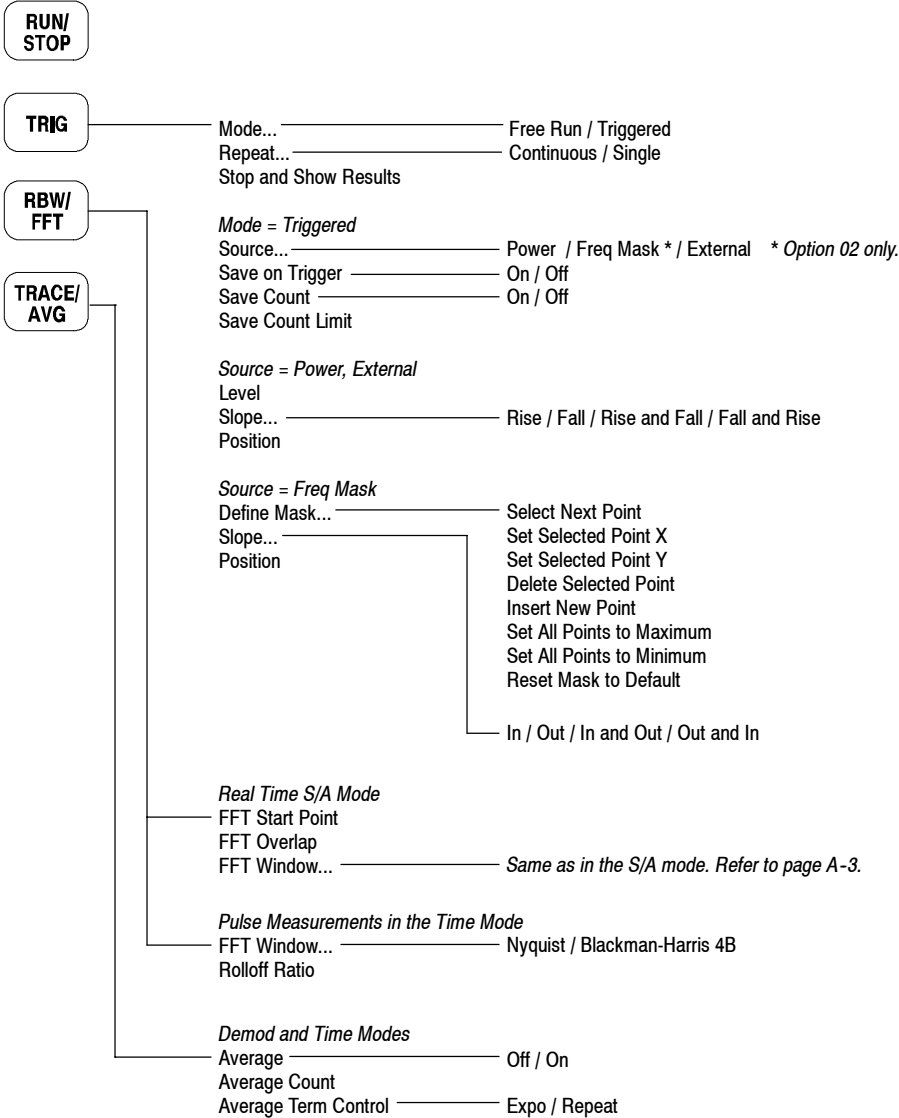 RUN/
STOP
TRIG
Mode... Free Run / Triggered
Repeat... Continuous / Single
Stop and Show Results
RBW/
FFT
Mode = Triggered
Source... Power / Freq Mask * / External * Option 02 only.
Save on Trigger On / Off
Save Count On / Off
Save Count Limit
TRACE/
AVG
Source = Power, External
Level
Slope... Rise / Fall / Rise and Fall / Fall and Rise
Position
Source = Freq Mask
Define Mask... Select Next Point
Slope... Set Selected Point X
Position Set Selected Point Y
Delete Selected Point
Insert New Point
Set All Points to Maximum
Set All Points to Minimum
Reset Mask to Default
In / Out / In and Out / Out and In
Real Time S/A Mode
FFT Start Point
FFT Overlap
FFT Window... Same as in the S/A mode. Refer to page A-3.
Pulse Measurements in the Time Mode
FFT Window... Nyquist / Blackman-Harris 4B
Rolloff Ratio
Demod and Time Modes
Average Off / On
Average Count
Average Term Control Expo / Repeat